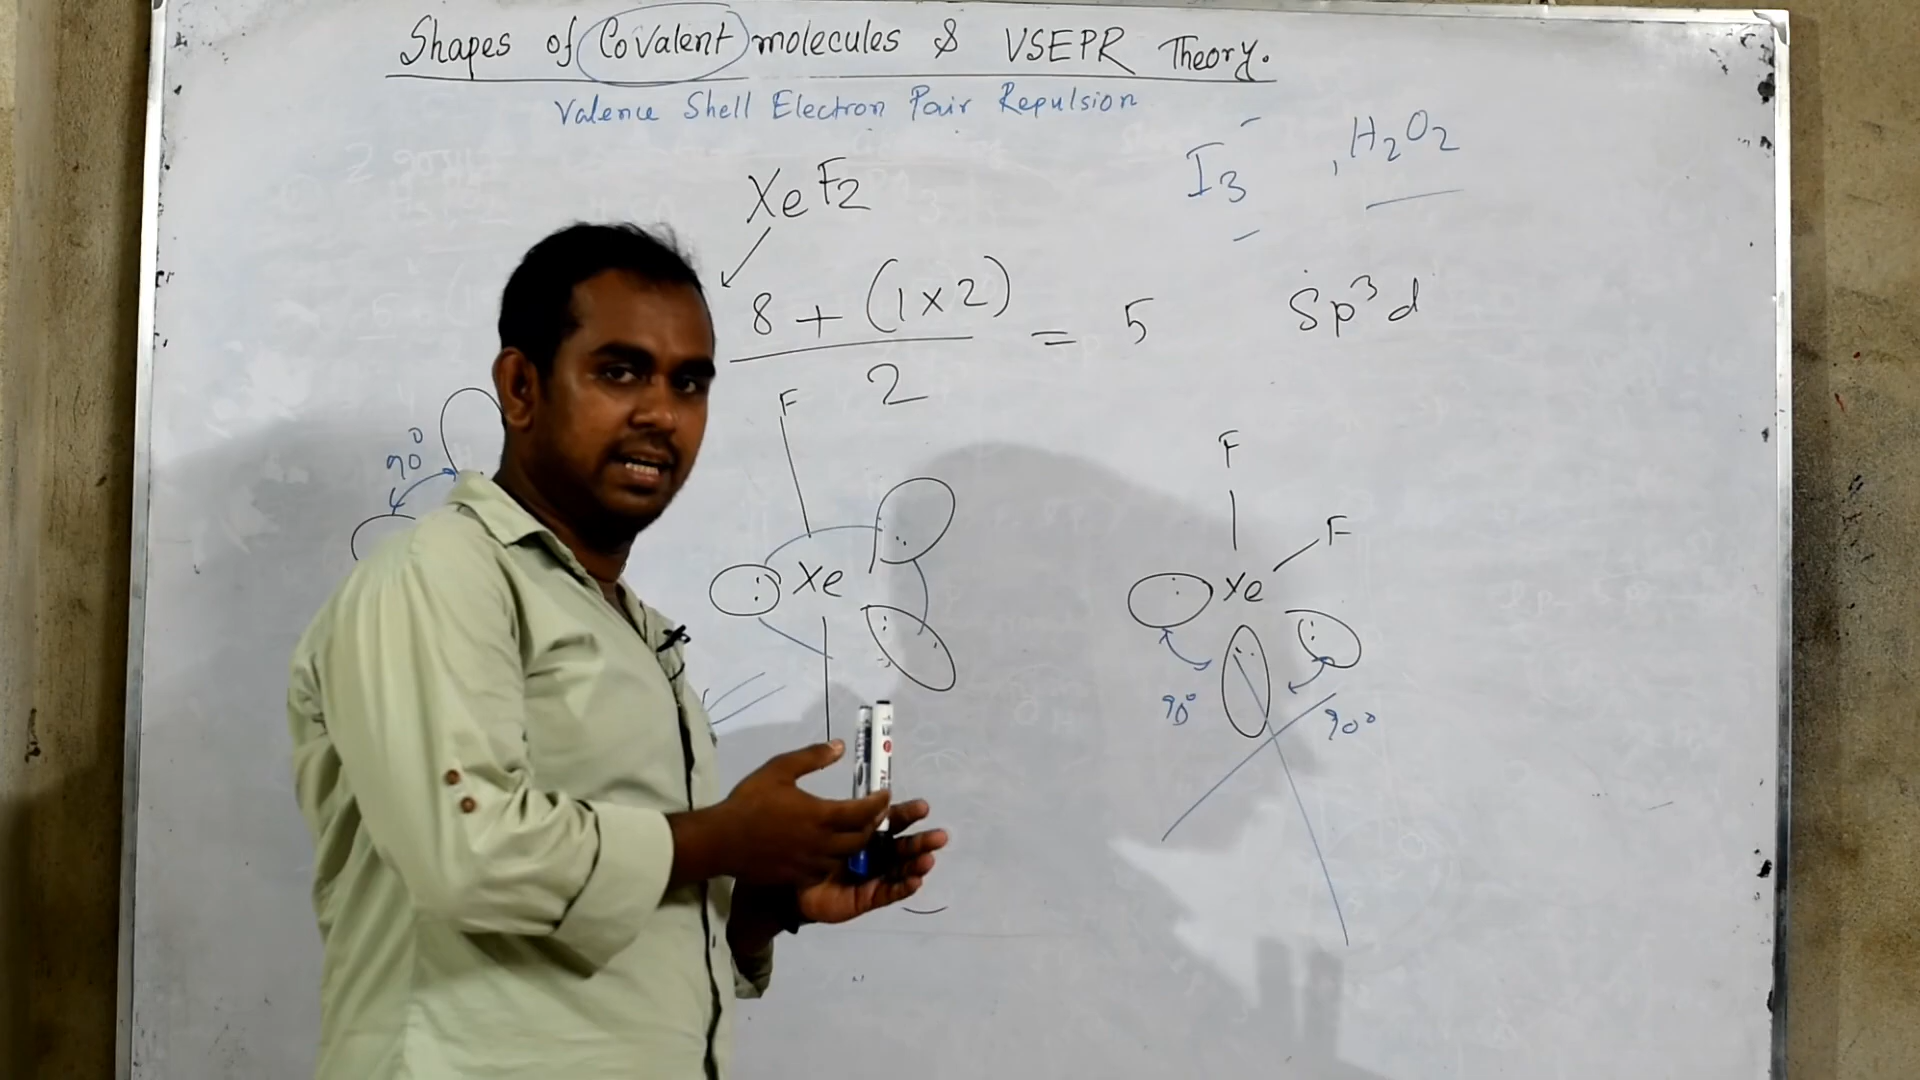 Shapes of Covalent molecules & VSEPR Theory.
Valence Shell Electron Pair Repulsion
XeF2
I3⁻ , H2O2
8 + (1×2)
2
= 5
Sp³d
90°
F
Xe
F
F
Xe
90°
90°